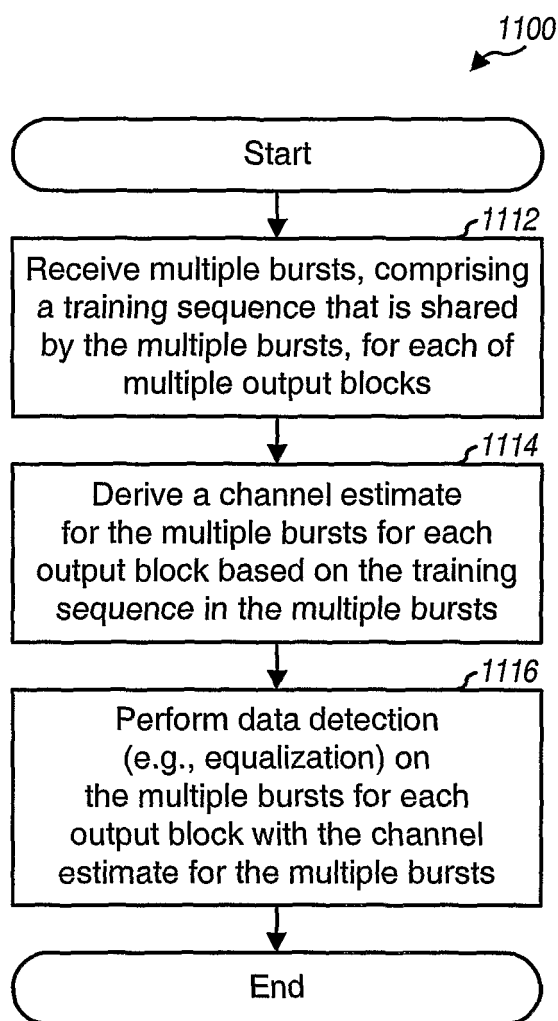 1100
Start
1112
Receive multiple bursts, comprising
a training sequence that is shared
by the multiple bursts, for each of
multiple output blocks
1114
Derive a channel estimate
for the multiple bursts for each
output block based on the training
sequence in the multiple bursts
1116
Perform data detection
(e.g., equalization) on
the multiple bursts for each
output block with the channel
estimate for the multiple bursts
End